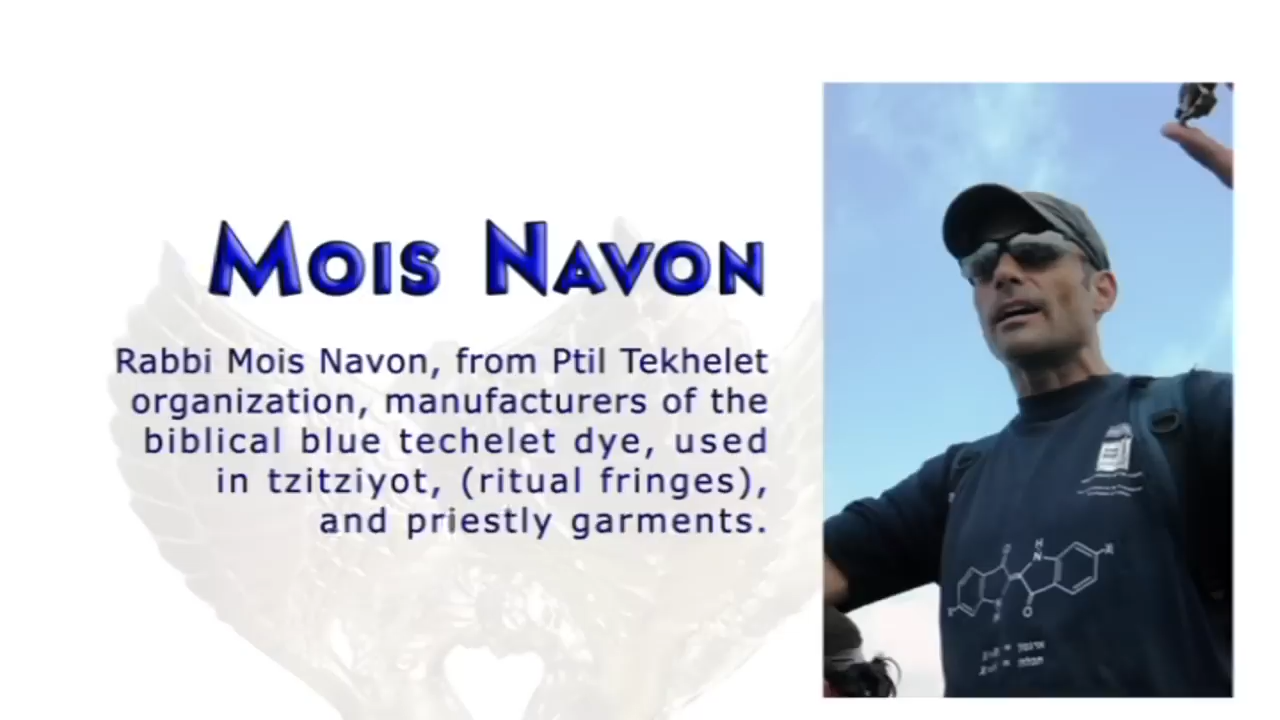 Mois Navon
Rabbi Mois Navon, from Ptil Tekhelet
organization, manufacturers of the
biblical blue techelet dye, used
in tzitziyot, (ritual fringes),
and priestly garments.
O
H
N
O